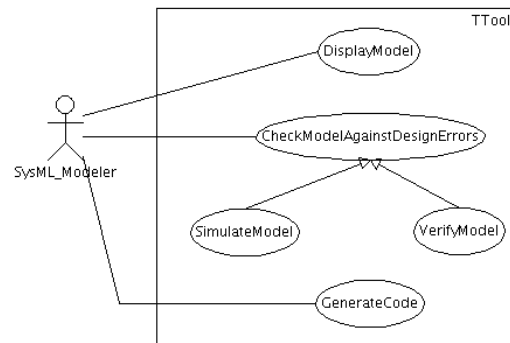 TTool
DisplayModel
CheckModelAgainstDesignErrors
SysML_Modeler
SimulateModel
VerifyModel
GenerateCode